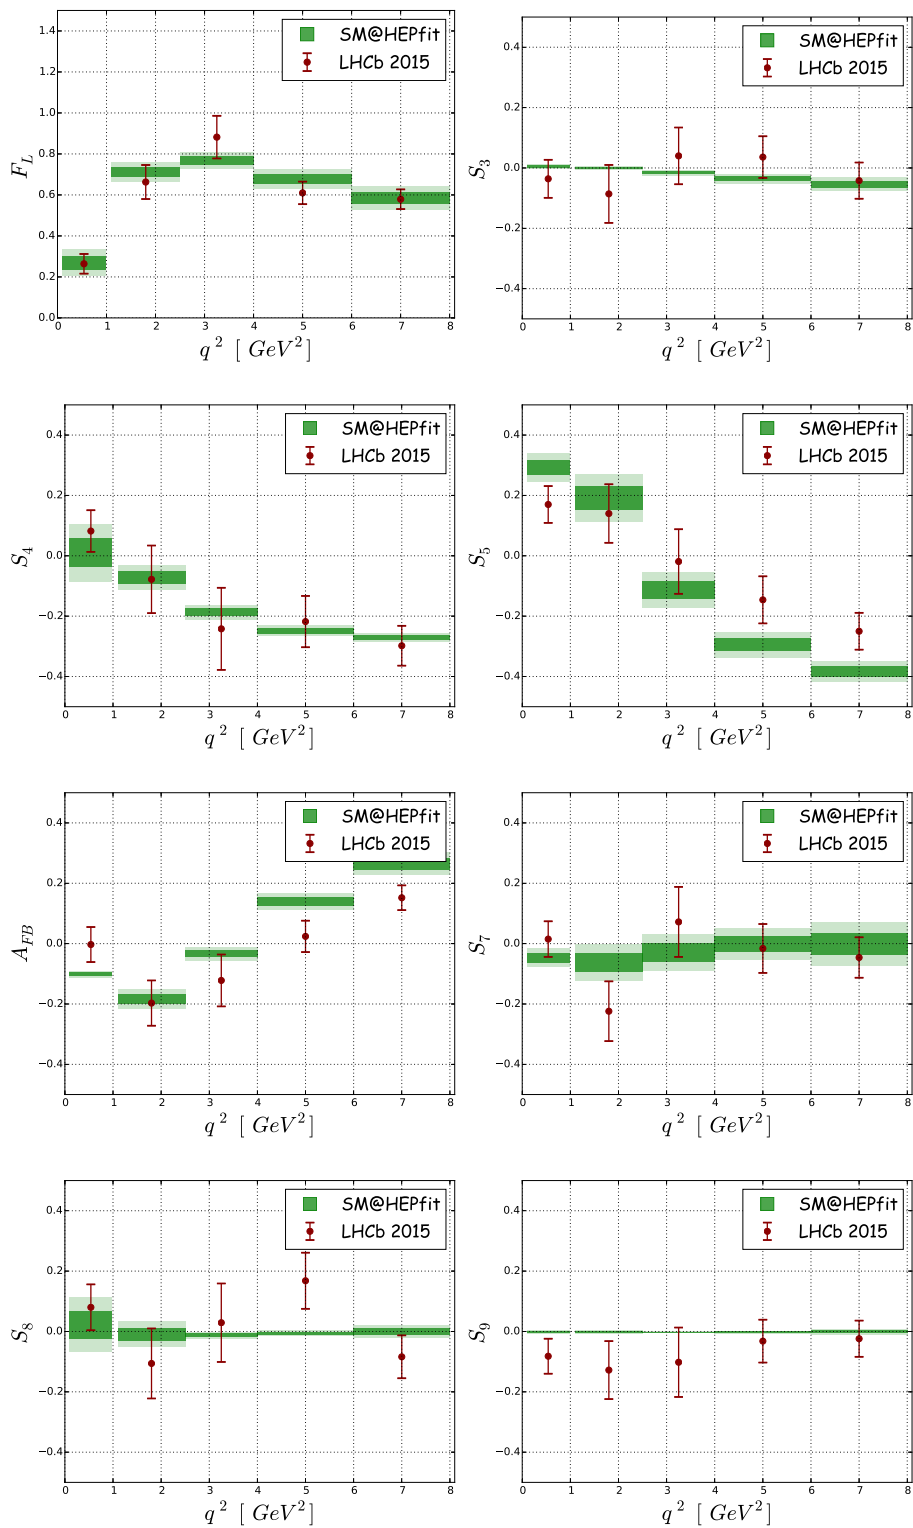 1.4
1.2
1.0
0.8
0.6
0.4
0.2
0.0
F_L
SM@HEPfit
LHCb 2015
0 1 2 3 4 5 6 7 8
q^2 [ GeV^2]
0.4
0.2
0.0
−0.2
−0.4
S_3
SM@HEPfit
LHCb 2015
0 1 2 3 4 5 6 7 8
q^2 [ GeV^2]
0.4
0.2
0.0
−0.2
−0.4
S_4
SM@HEPfit
LHCb 2015
0 1 2 3 4 5 6 7 8
q^2 [ GeV^2]
0.4
0.2
0.0
−0.2
−0.4
S_5
SM@HEPfit
LHCb 2015
0 1 2 3 4 5 6 7 8
q^2 [ GeV^2]
0.4
0.2
0.0
−0.2
−0.4
A_FB
SM@HEPfit
LHCb 2015
0 1 2 3 4 5 6 7 8
q^2 [ GeV^2]
0.4
0.2
0.0
−0.2
−0.4
S_7
SM@HEPfit
LHCb 2015
0 1 2 3 4 5 6 7 8
q^2 [ GeV^2]
0.4
0.2
0.0
−0.2
−0.4
S_8
SM@HEPfit
LHCb 2015
0 1 2 3 4 5 6 7 8
q^2 [ GeV^2]
0.4
0.2
0.0
−0.2
−0.4
S_9
SM@HEPfit
LHCb 2015
0 1 2 3 4 5 6 7 8
q^2 [ GeV^2]